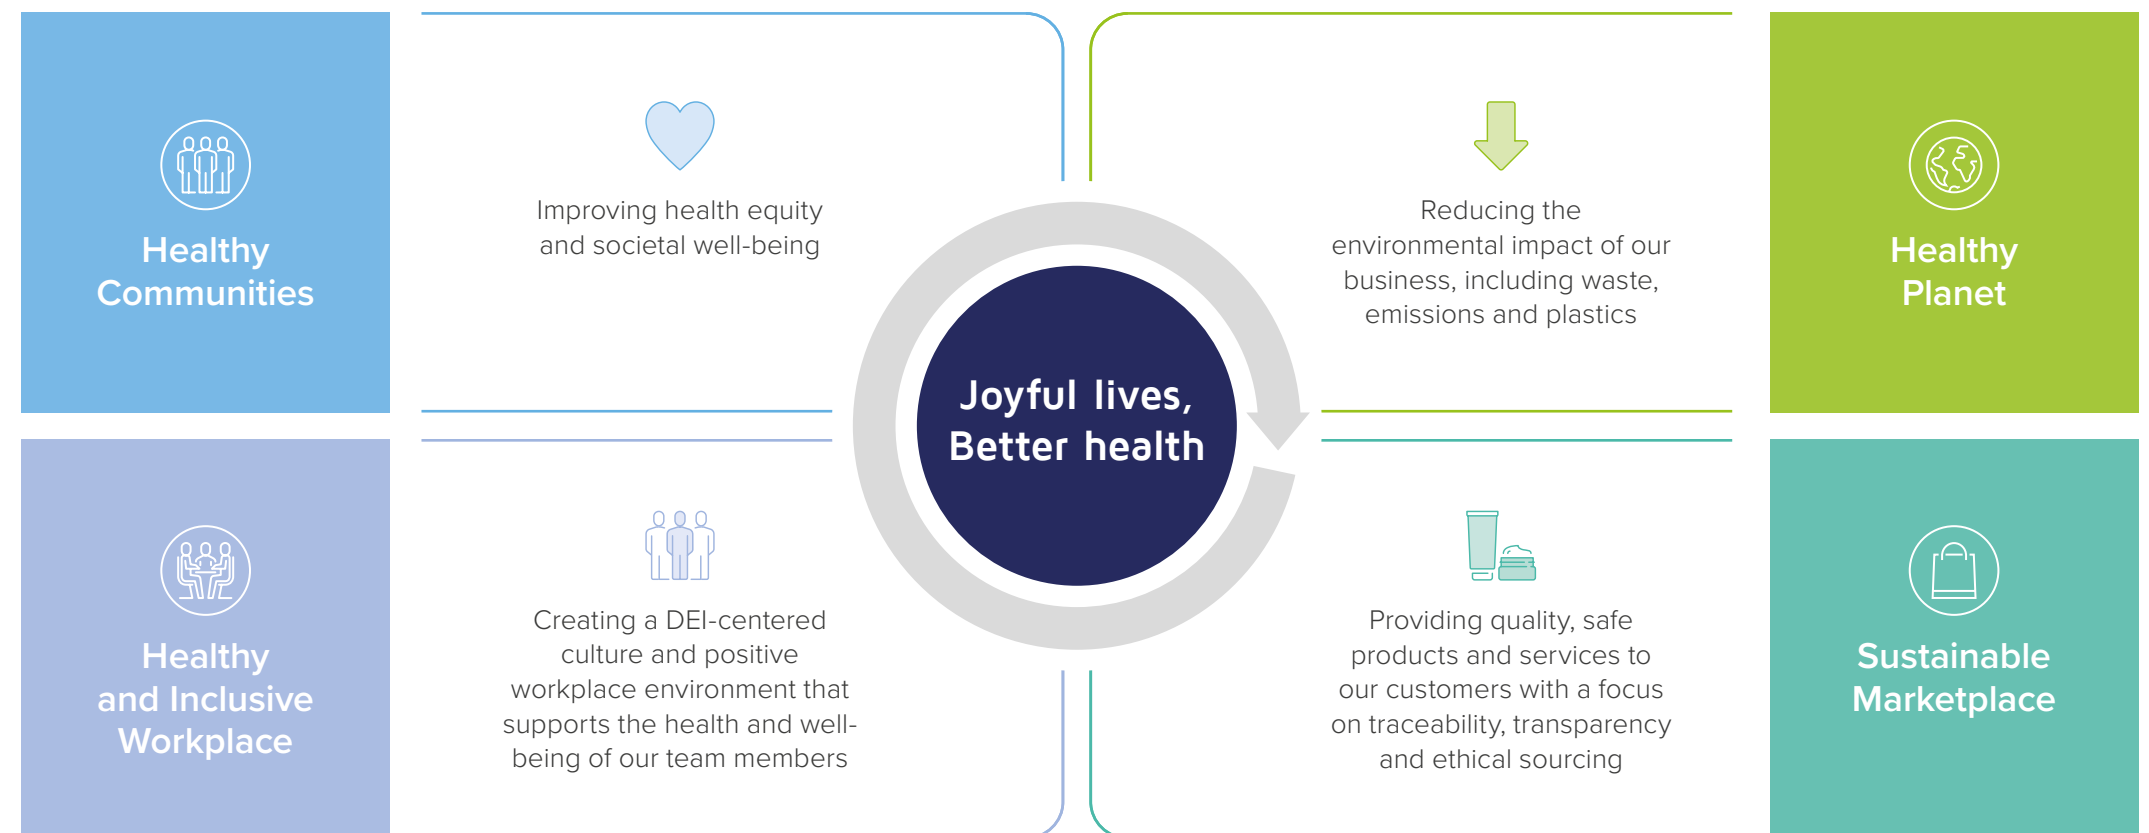 Healthy
Communities
Improving health equity
and societal well-being
Reducing the
environmental impact of our
business, including waste,
emissions and plastics
Healthy
Planet
Joyful lives,
Better health
Healthy
and Inclusive
Workplace
Creating a DEI-centered
culture and positive
workplace environment that
supports the health and well-
being of our team members
Providing quality, safe
products and services to
our customers with a focus
on traceability, transparency
and ethical sourcing
Sustainable
Marketplace